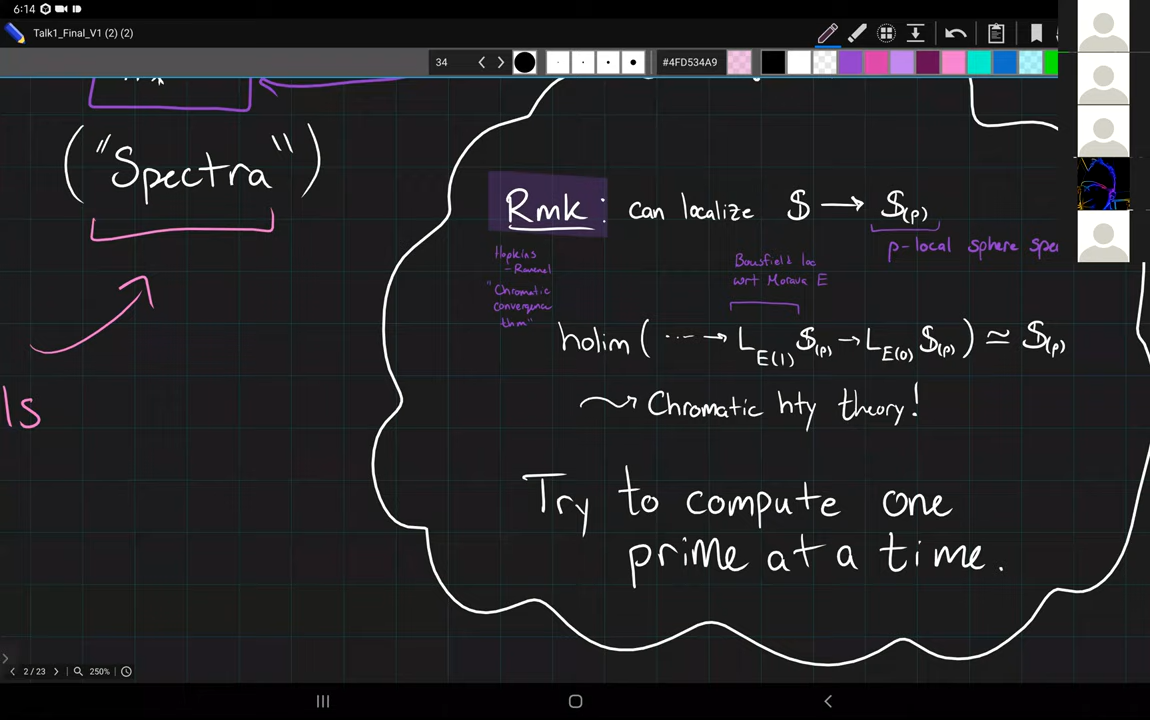 6:14
Talk1_Final_V1 (2) (2)
34
#4FD534A9
("Spectra")
ls
Rmk: can localize $ → $(p)
p-local sphere spe
Hopkins
-Ravenel
"Chromatic
convergence
thm"
Bousfield loc
wrt Morava E
holim ( ··· → L_E(1) $(p) → L_E(0) $(p) ) ≃ $(p)
⇝ Chromatic hty theory!
Try to compute one
prime at a time.
2 / 23
250%